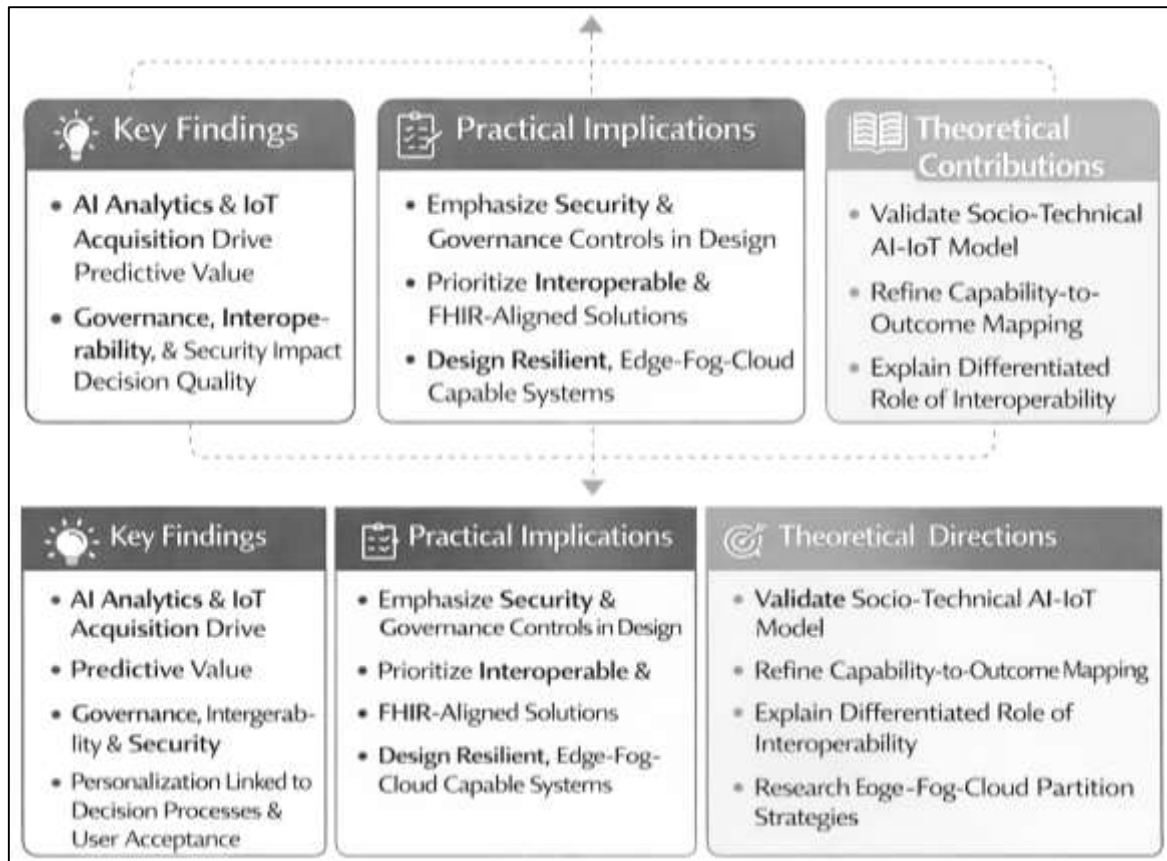 Key Findings
• AI Analytics & IoT
Acquisition Drive
Predictive Value
• Governance, Interope-
rability, & Security Impact
Decision Quality
Practical Implications
• Emphasize Security &
Governance Controls in Design
• Prioritize Interoperable &
FHIR-Aligned Solutions
• Design Resilient, Edge-Fog-Cloud
Capable Systems
Theoretical
Contributions
• Validate Socio-Technical
AI-IoT Model
• Refine Capability-to-
Outcome Mapping
• Explain Differentiated
Role of Interoperability
Key Findings
• AI Analytics & IoT
Acquisition Drive
• Predictive Value
• Governance, Intergerab-
lity & Security
• Personalization Linked to
Decision Processes &
User Acceptance
Practical Implications
• Emphasize Security &
Governance Controls in Design
• Prioritize Interoperable &
• FHIR-Aligned Solutions
• Design Resilient, Edge-Fog-
Cloud Capable Systems
Theoretical Directions
• Validate Socio-Technical AI-IoT
Model
• Refine Capability-to-Outcome Mapping
• Explain Differentiated Role of
Interoperability
• Research Eoge-Fog-Cloud Partition
Strategies